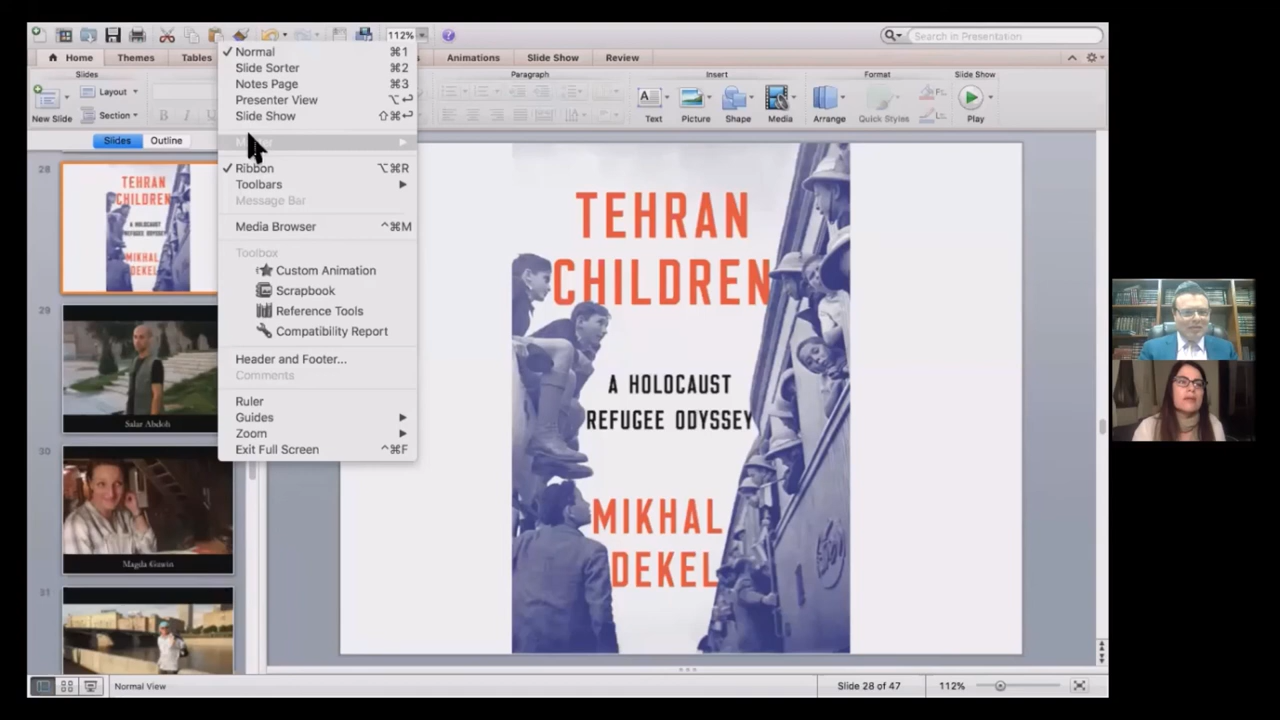 112%
Search in Presentation
Home
Themes
Tables
Animations
Slide Show
Review
Slides
Paragraph
Insert
Format
Slide Show
New Slide
Layout
Section
B I U
Text
Picture
Shape
Media
Arrange
Quick Styles
Play
Slides
Outline
Normal ⌘1
Slide Sorter ⌘2
Notes Page ⌘3
Presenter View ⌥⏎
Slide Show ⇧⌘⏎
Ribbon ⌥⌘R
Toolbars
Message Bar
Media Browser ^⌘M
Toolbox
Custom Animation
Scrapbook
Reference Tools
Compatibility Report
Header and Footer...
Comments
Ruler
Guides
Zoom
Exit Full Screen ^⌘F
28
TEHRAN
CHILDREN
A HOLOCAUST
REFUGEE ODYSSEY
MIKHAL
DEKEL
29
Salar Abdoh
30
31
TEHRAN
CHILDREN
A HOLOCAUST
REFUGEE ODYSSEY
MIKHAL
DEKEL
Normal View
Slide 28 of 47
112%